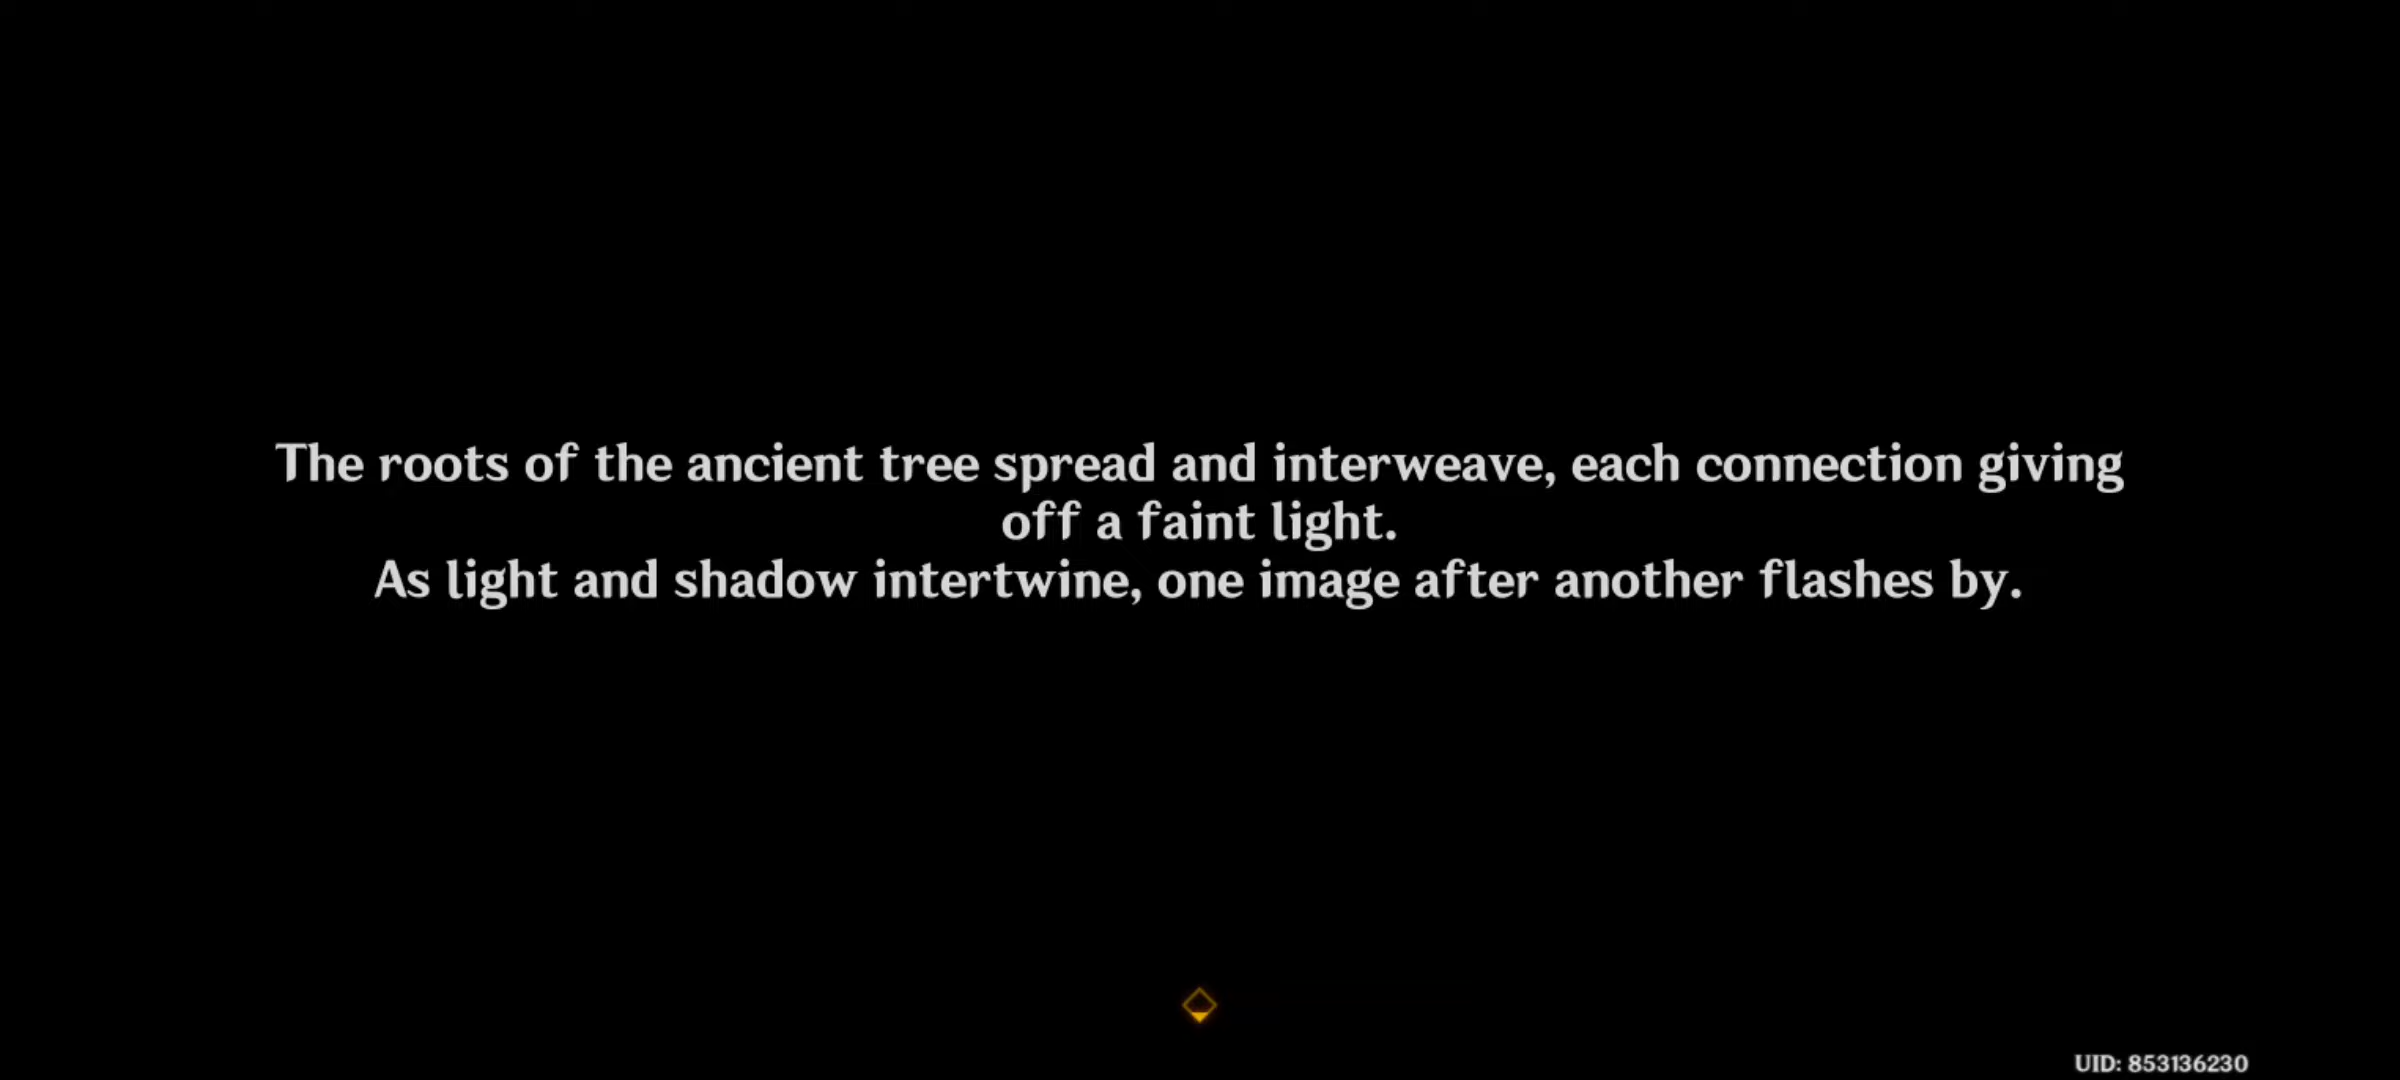 The roots of the ancient tree spread and interweave, each connection giving
off a faint light.
As light and shadow intertwine, one image after another flashes by.
UID: 853136230